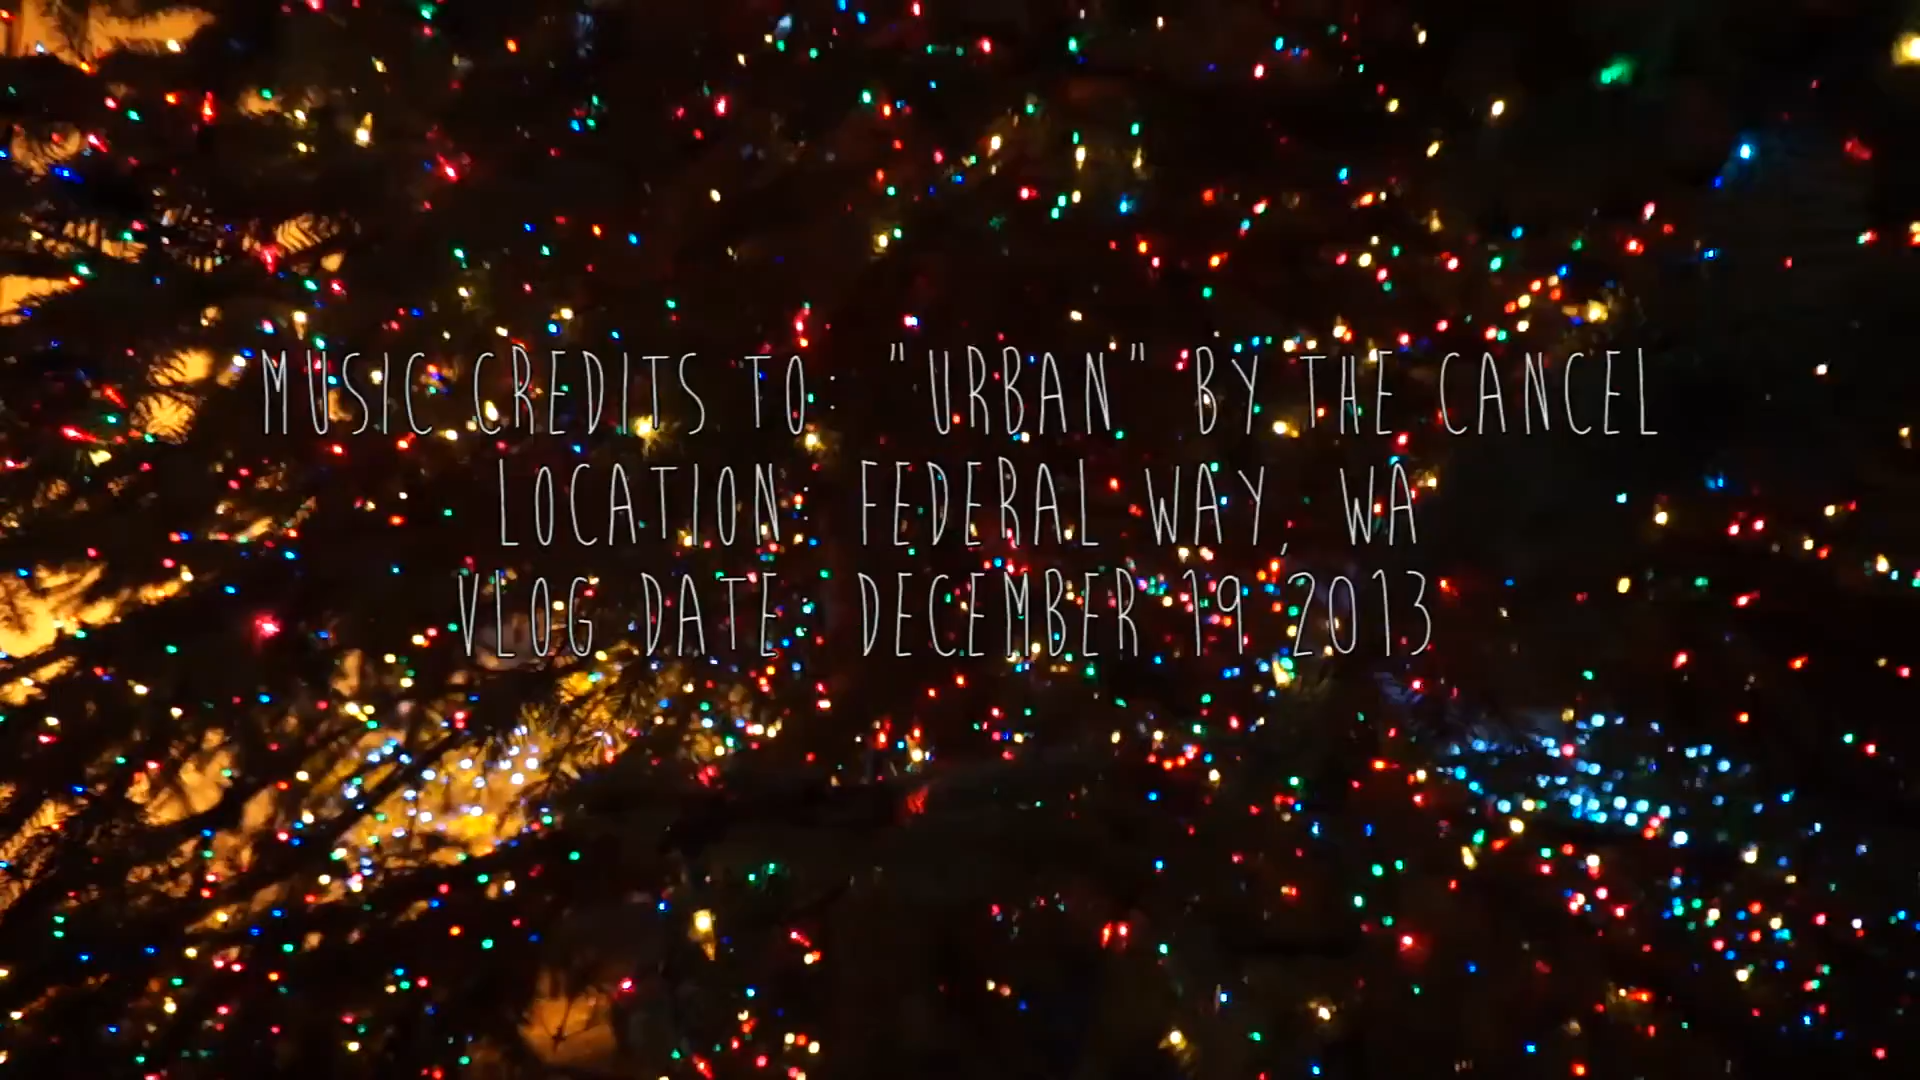 MUSIC CREDITS TO: "URBAN" BY THE CANCEL
LOCATION: FEDERAL WAY, WA
VLOG DATE: DECEMBER 19 2013